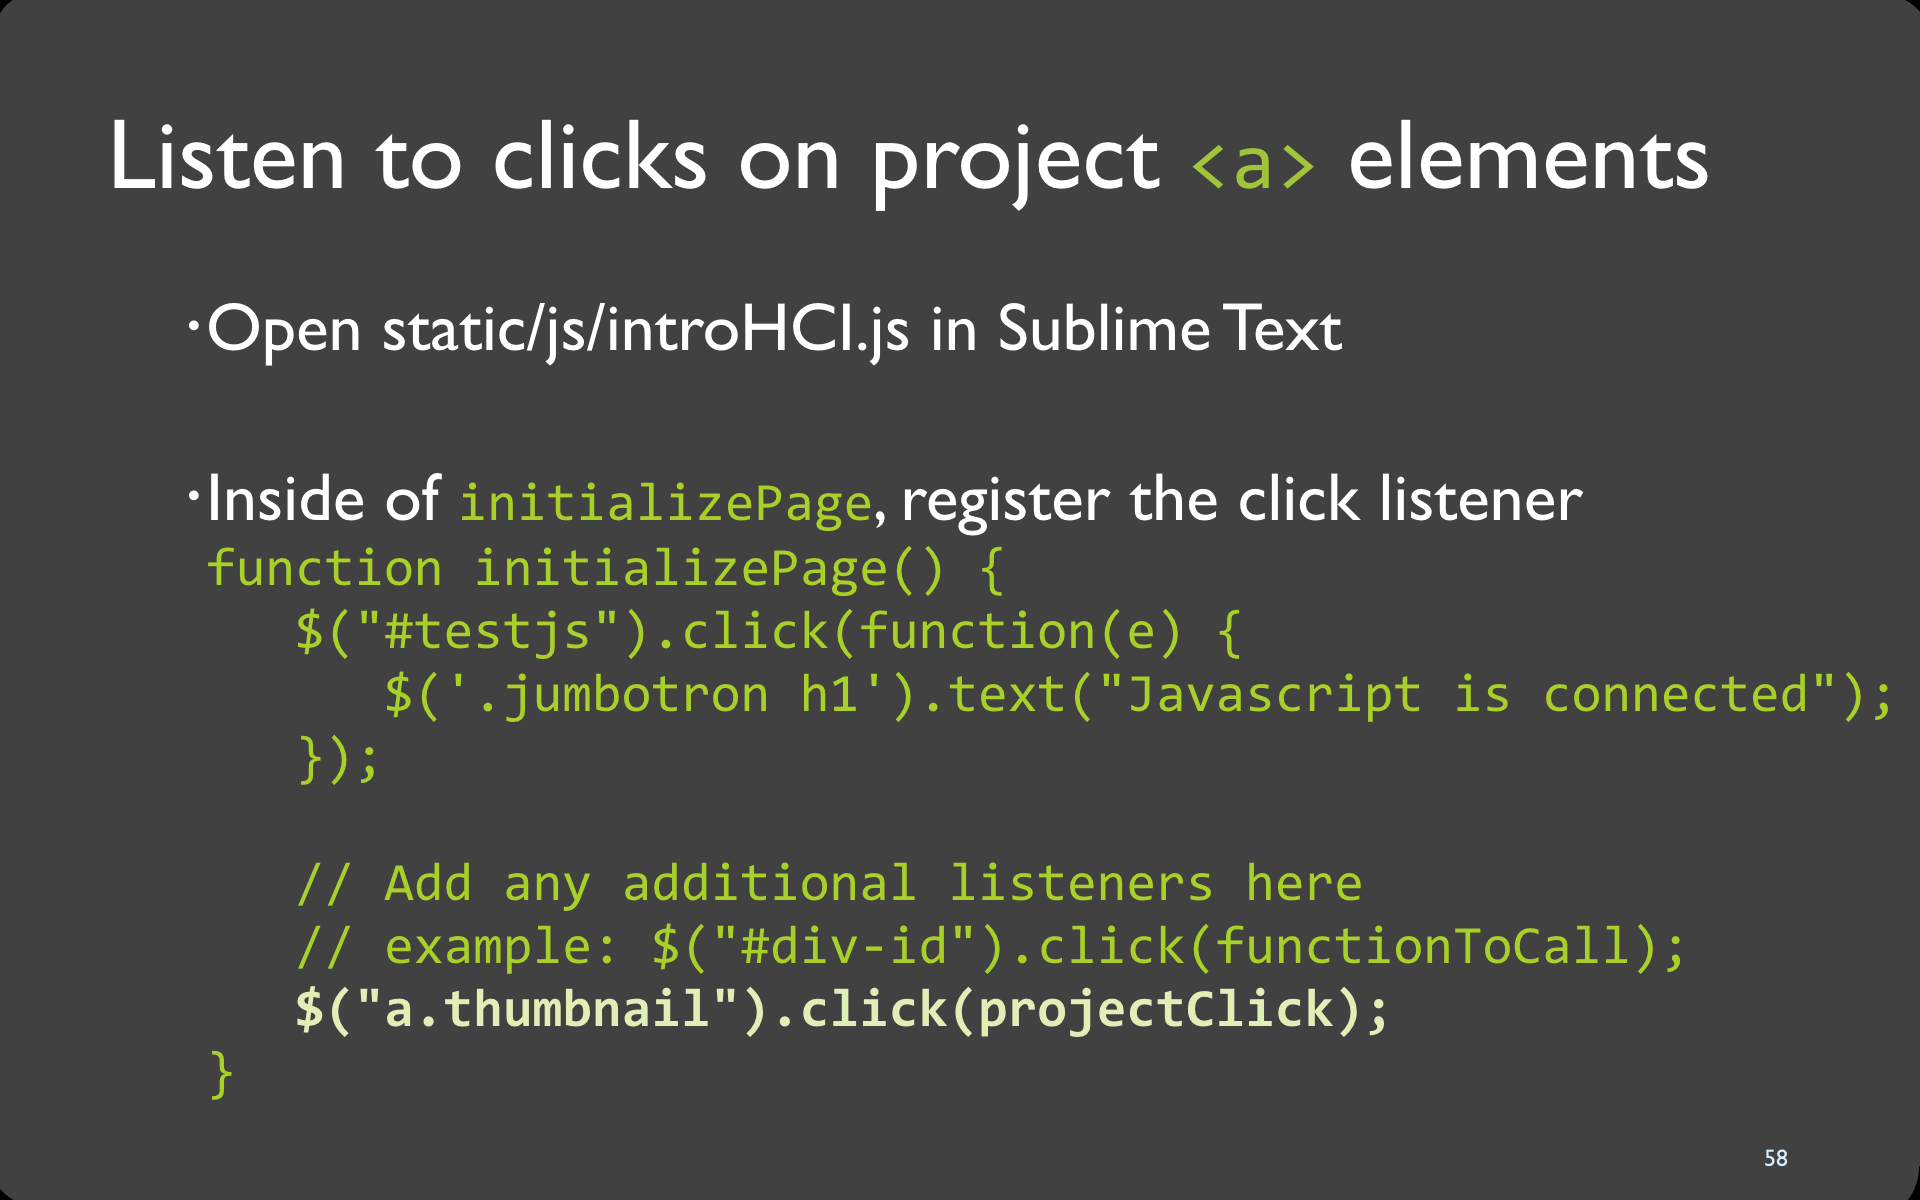 Listen to clicks on project <a> elements
•Open static/js/introHCI.js in Sublime Text
•Inside of initializePage, register the click listener
function initializePage() {
   $("#testjs").click(function(e) {
      $('.jumbotron h1').text("Javascript is connected");
   });
   // Add any additional listeners here
   // example: $("#div-id").click(functionToCall);
   $("a.thumbnail").click(projectClick);
}
58